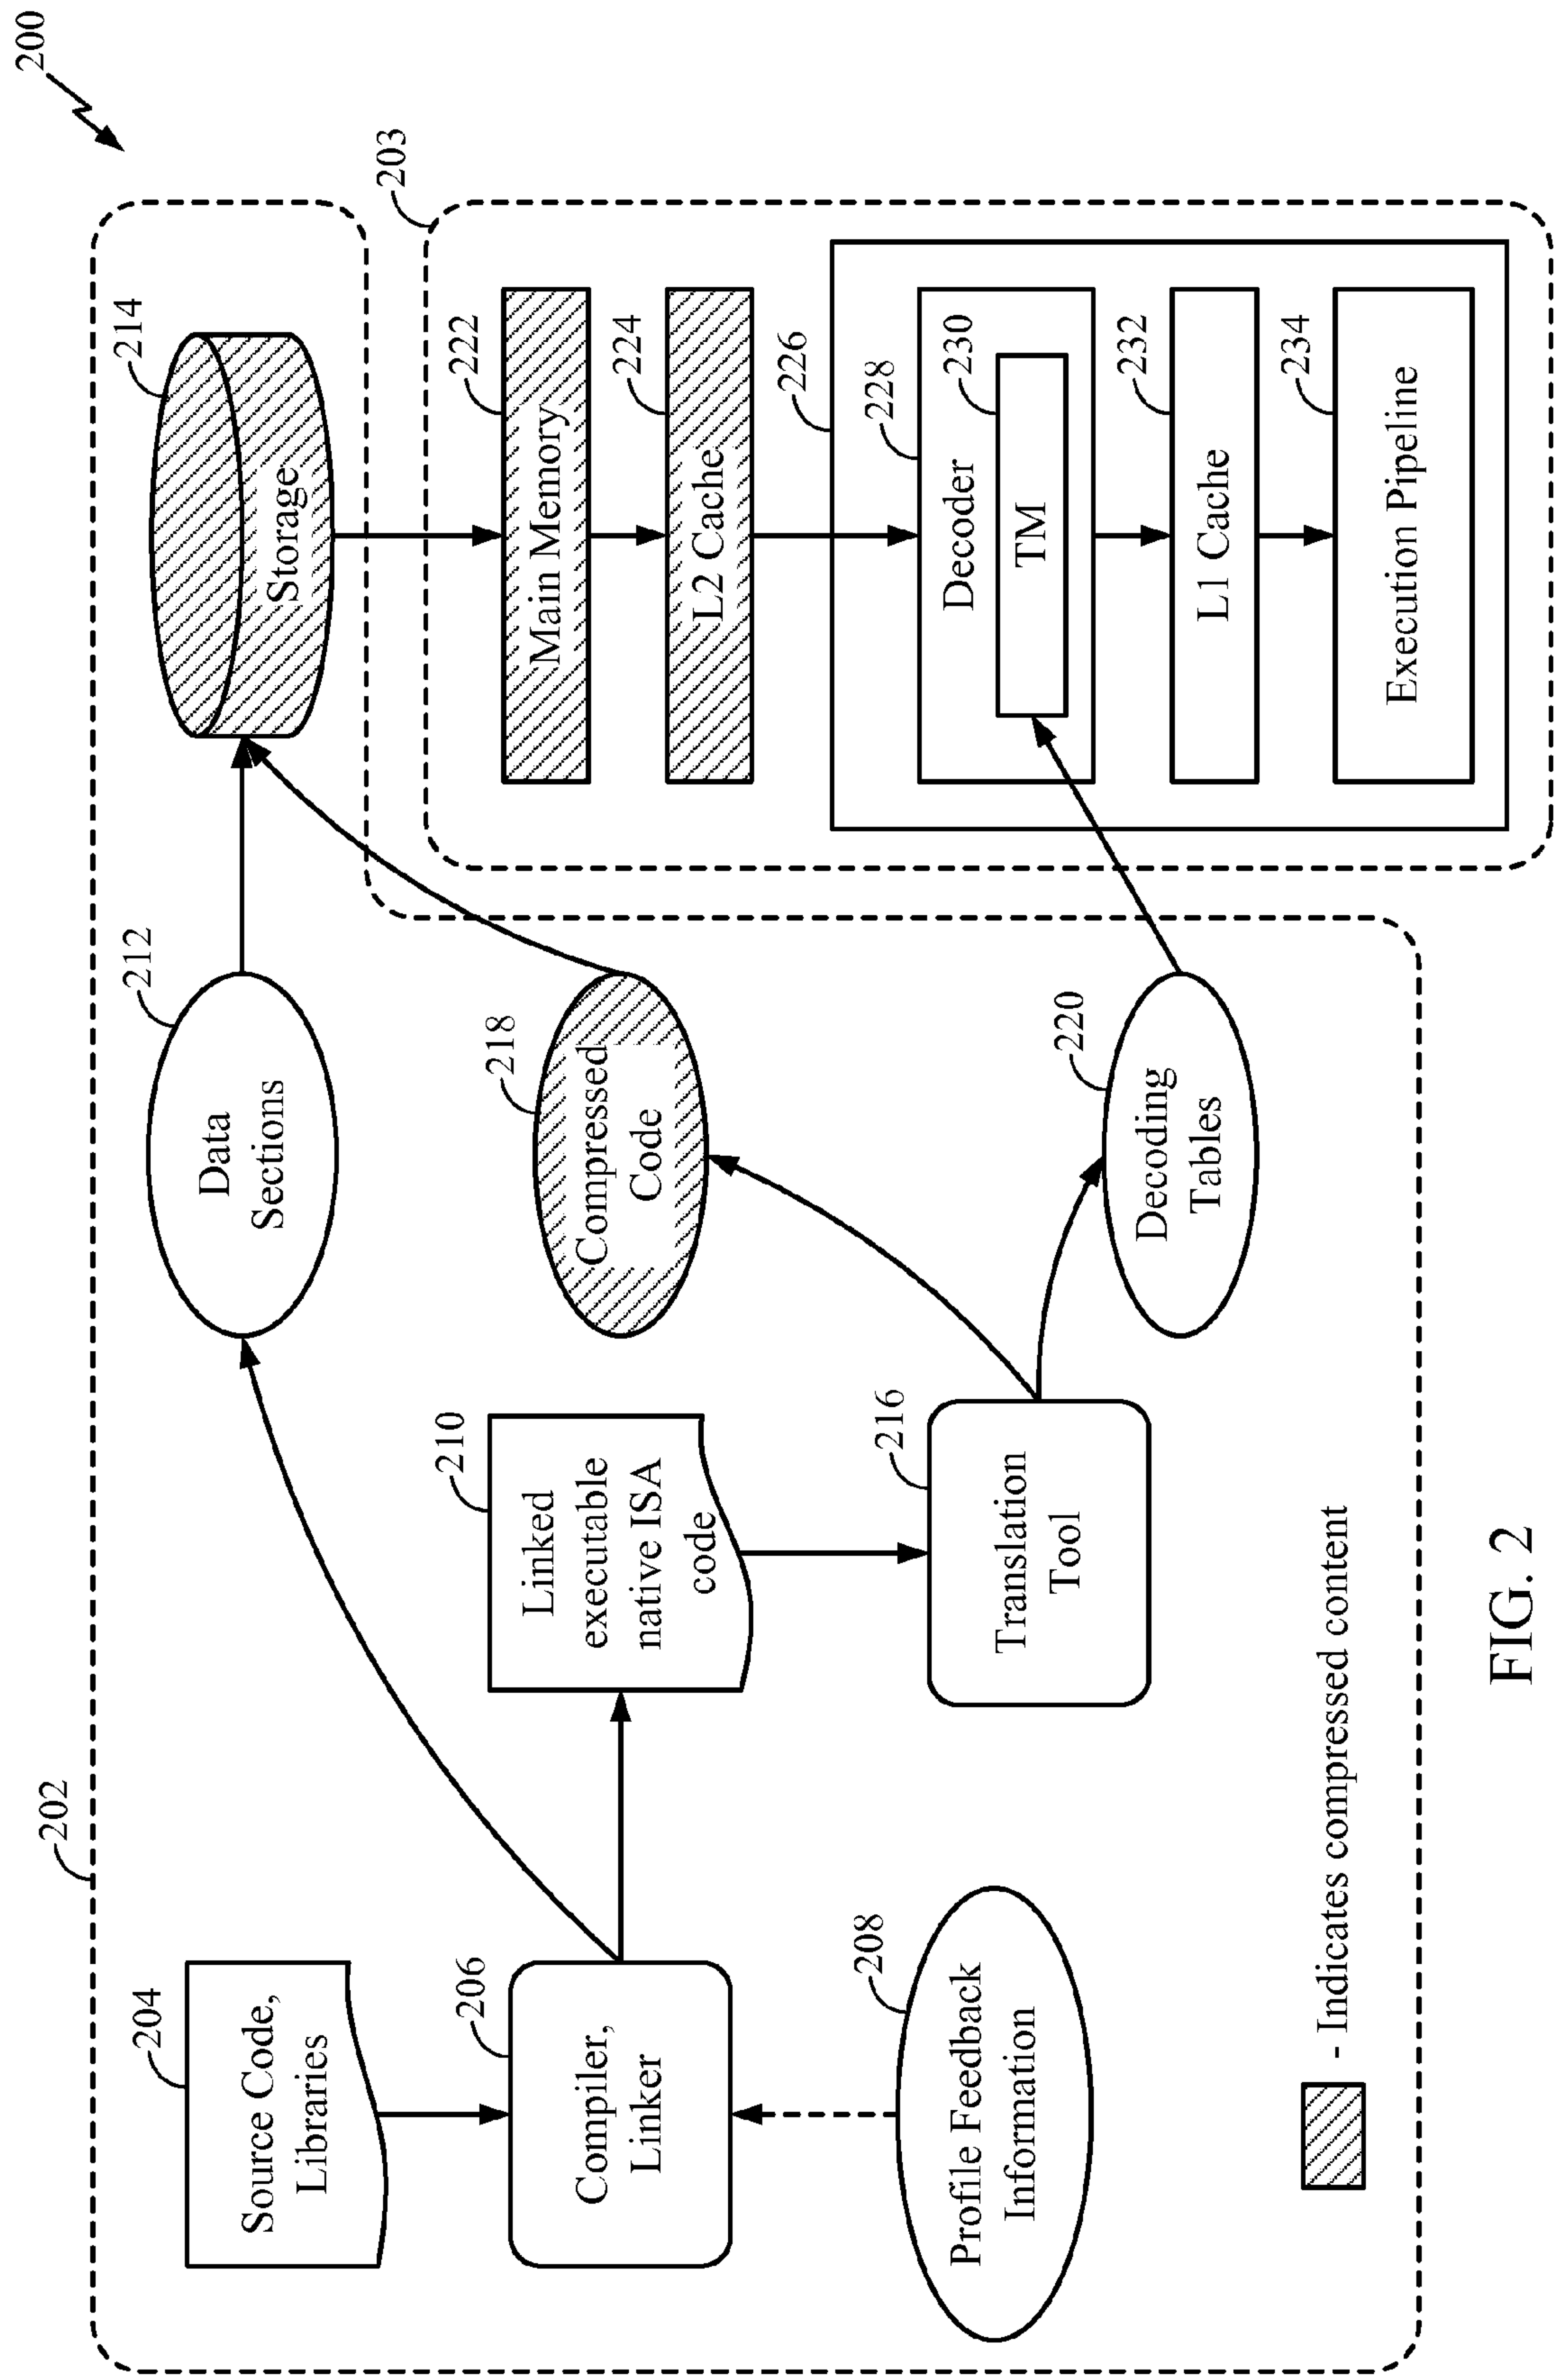 200
202
204
Source Code,
Libraries
206
Compiler,
Linker
208
Profile Feedback
Information
210
Linked
executable
native ISA
code
212
Data
Sections
214
Storage
216
Translation
Tool
218
Compressed
Code
220
Decoding
Tables
203
222
Main Memory
224
L2 Cache
226
228
Decoder
230
TM
232
L1 Cache
234
Execution Pipeline
- Indicates compressed content
FIG. 2